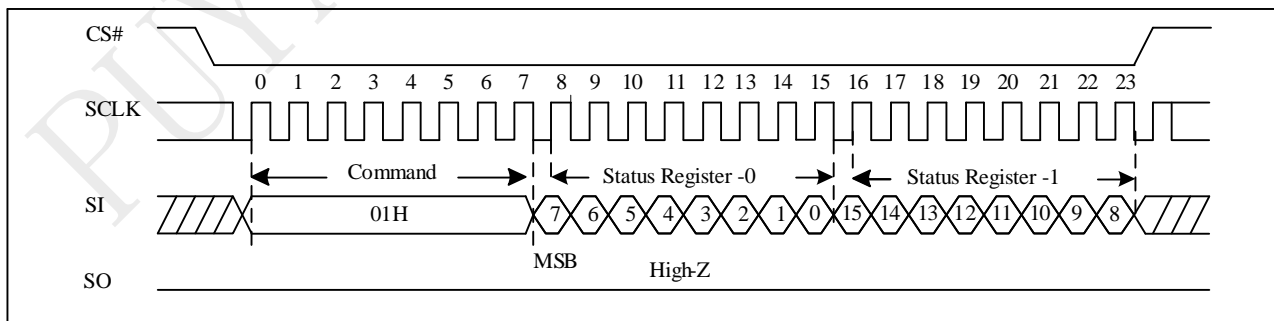 PUYA
CS#
0 1 2 3 4 5 6 7 8 9 10 11 12 13 14 15 16 17 18 19 20 21 22 23
SCLK
Command Status Register -0 Status Register -1
SI 01H 7 6 5 4 3 2 1 0 15 14 13 12 11 10 9 8
MSB High-Z
SO